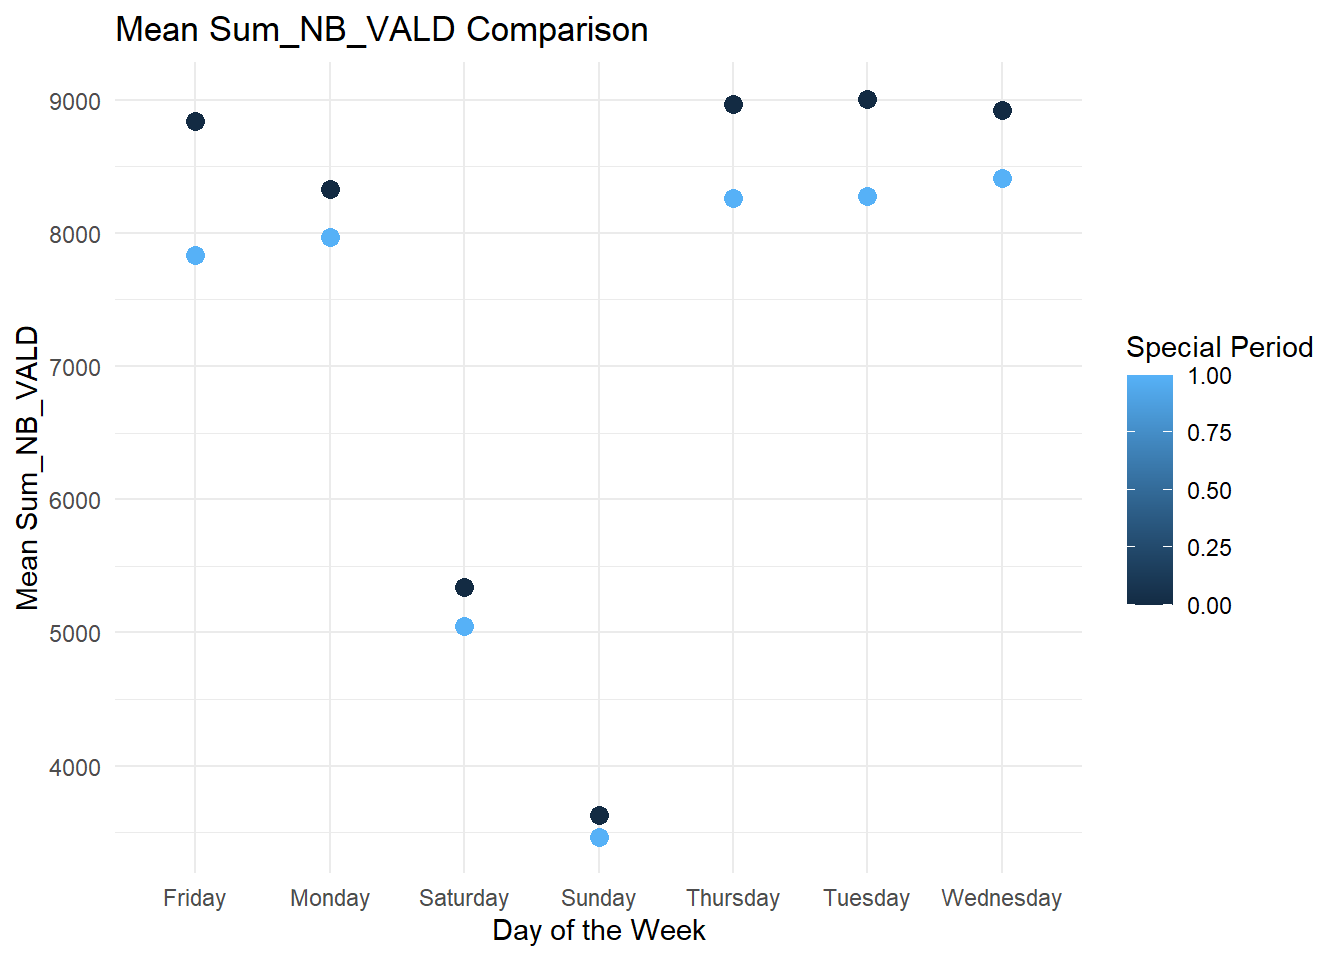 Mean Sum_NB_VALD Comparison
Mean Sum_NB_VALD
9000
8000
7000
6000
5000
4000
Friday Monday Saturday Sunday Thursday Tuesday Wednesday
Day of the Week
Special Period
1.00
0.75
0.50
0.25
0.00